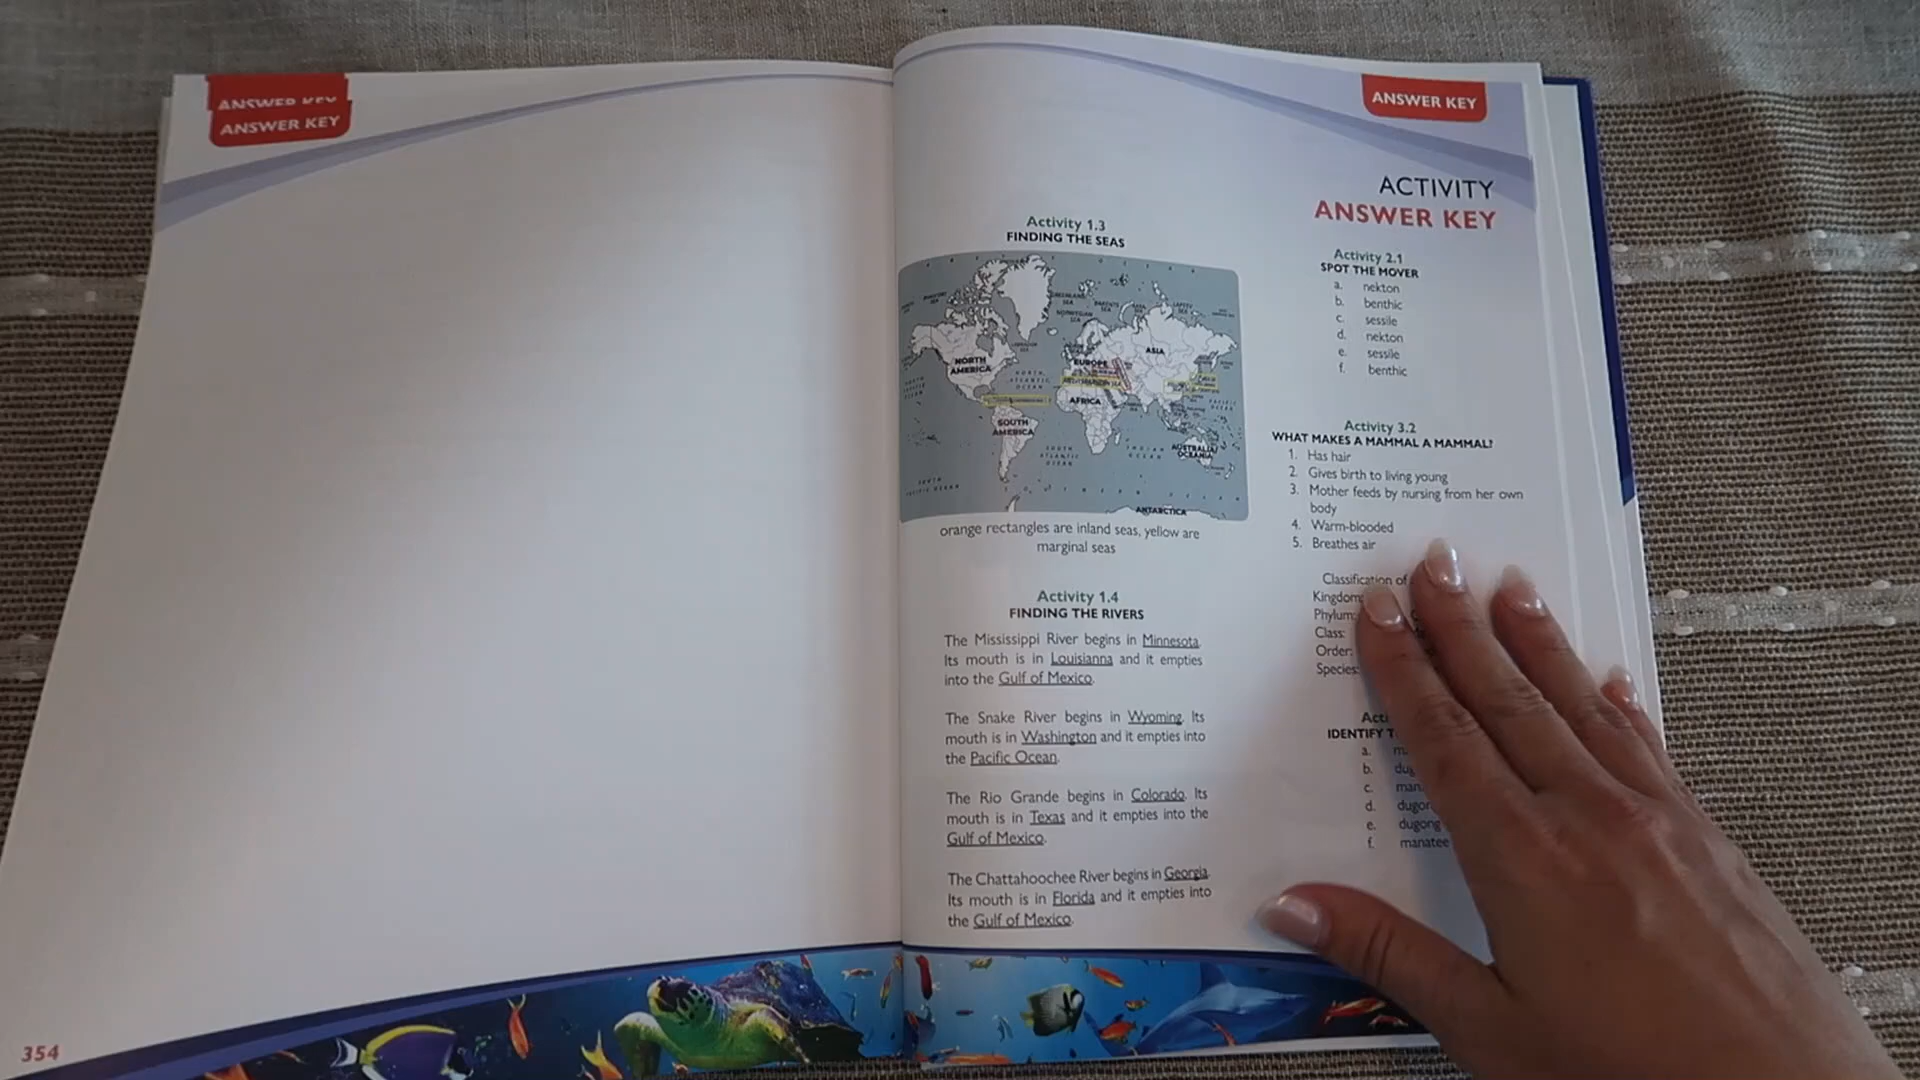 ANSWER KEY
ANSWER KEY
354
ANSWER KEY
ACTIVITY
ANSWER KEY
Activity 1.3
FINDING THE SEAS
NORTH
AMERICA
SOUTH
AMERICA
EUROPE
ASIA
AFRICA
AUSTRALIA/
OCEANIA
ANTARCTICA
orange rectangles are inland seas, yellow are
marginal seas
Activity 1.4
FINDING THE RIVERS
The Mississippi River begins in Minnesota.
Its mouth is in Louisianna and it empties
into the Gulf of Mexico.
The Snake River begins in Wyoming. Its
mouth is in Washington and it empties into
the Pacific Ocean.
The Rio Grande begins in Colorado. Its
mouth is in Texas and it empties into the
Gulf of Mexico.
The Chattahoochee River begins in Georgia.
Its mouth is in Florida and it empties into
the Gulf of Mexico.
Activity 2.1
SPOT THE MOVER
a. nekton
b. benthic
c. sessile
d. nekton
e. sessile
f. benthic
Activity 3.2
WHAT MAKES A MAMMAL A MAMMAL?
1. Has hair
2. Gives birth to living young
3. Mother feeds by nursing from her own
body
4. Warm-blooded
5. Breathes air
Classification of
Kingdom:
Phylum:
Class:
Order:
Species:
IDENTIFY
a.
b.
c.
d.
e. dugong
f. manatee